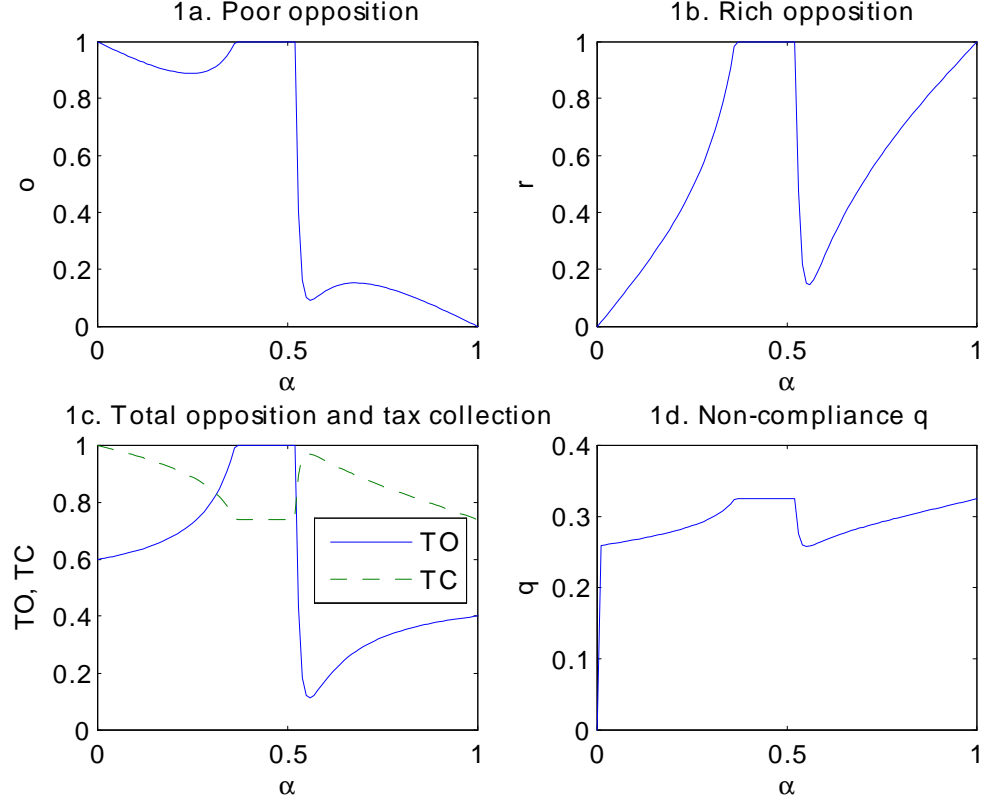 1a. Poor opposition
1
0.8
0.6
0.4
0.2
0
o
0
0.5
1
α
1b. Rich opposition
1
0.8
0.6
0.4
0.2
0
r
0
0.5
1
α
1c. Total opposition and tax collection
1
0.8
0.6
0.4
0.2
0
TO, TC
TO
TC
0
0.5
1
α
1d. Non-compliance q
0.4
0.3
0.2
0.1
0
q
0
0.5
1
α